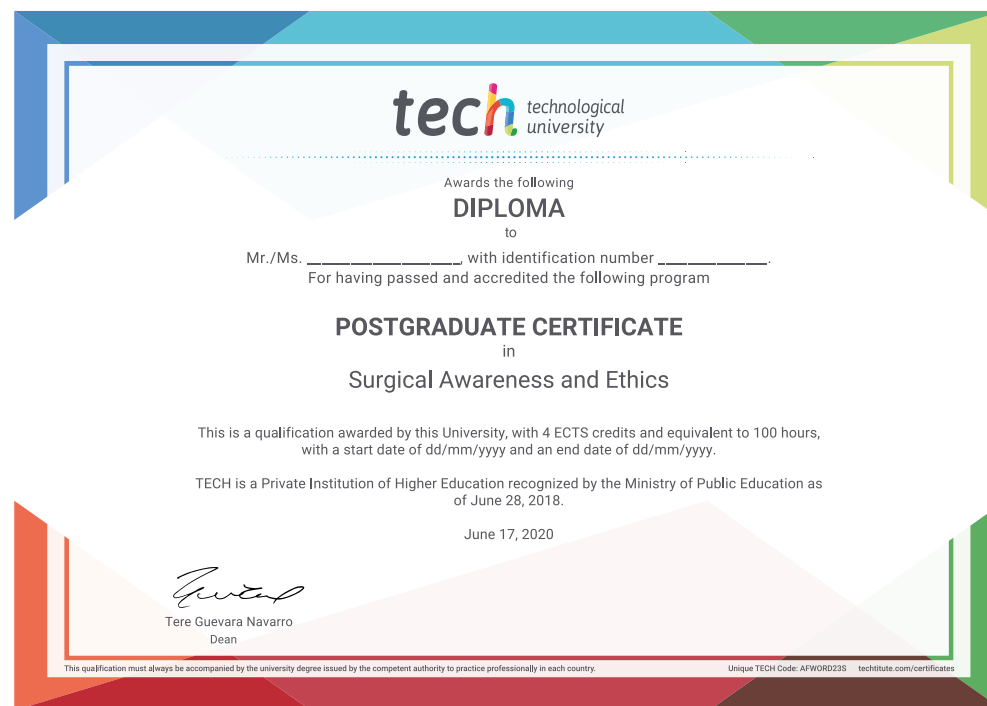 tech technological
university
Awards the following
DIPLOMA
to
Mr./Ms. _____________________, with identification number _______________.
For having passed and accredited the following program
POSTGRADUATE CERTIFICATE
in
Surgical Awareness and Ethics
This is a qualification awarded by this University, with 4 ECTS credits and equivalent to 100 hours,
with a start date of dd/mm/yyyy and an end date of dd/mm/yyyy.
TECH is a Private Institution of Higher Education recognized by the Ministry of Public Education as
of June 28, 2018.
June 17, 2020
Tere Guevara Navarro
Dean
This qualification must always be accompanied by the university degree issued by the competent authority to practice professionally in each country.
Unique TECH Code: AFWORD23S techtitute.com/certificates